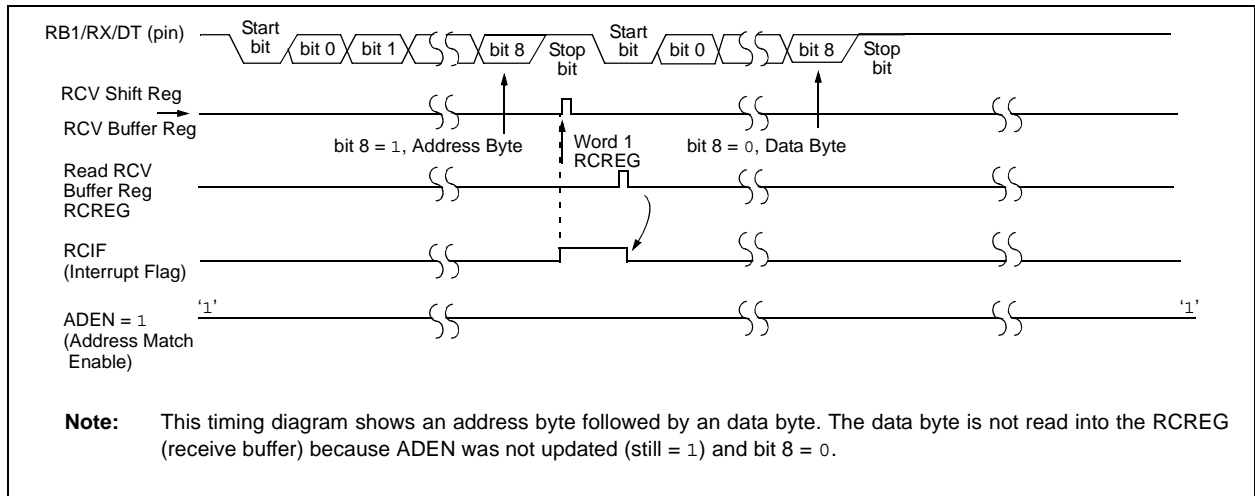 RB1/RX/DT (pin)
Start
bit
bit 0
bit 1
bit 8
Stop
bit
Start
bit
bit 0
bit 8
Stop
bit
RCV Shift Reg
RCV Buffer Reg
bit 8 = 1, Address Byte
Word 1
RCREG
bit 8 = 0, Data Byte
Read RCV
Buffer Reg
RCREG
RCIF
(Interrupt Flag)
‘1’
‘1’
ADEN = 1
(Address Match
Enable)
Note: This timing diagram shows an address byte followed by an data byte. The data byte is not read into the RCREG
(receive buffer) because ADEN was not updated (still = 1) and bit 8 = 0.